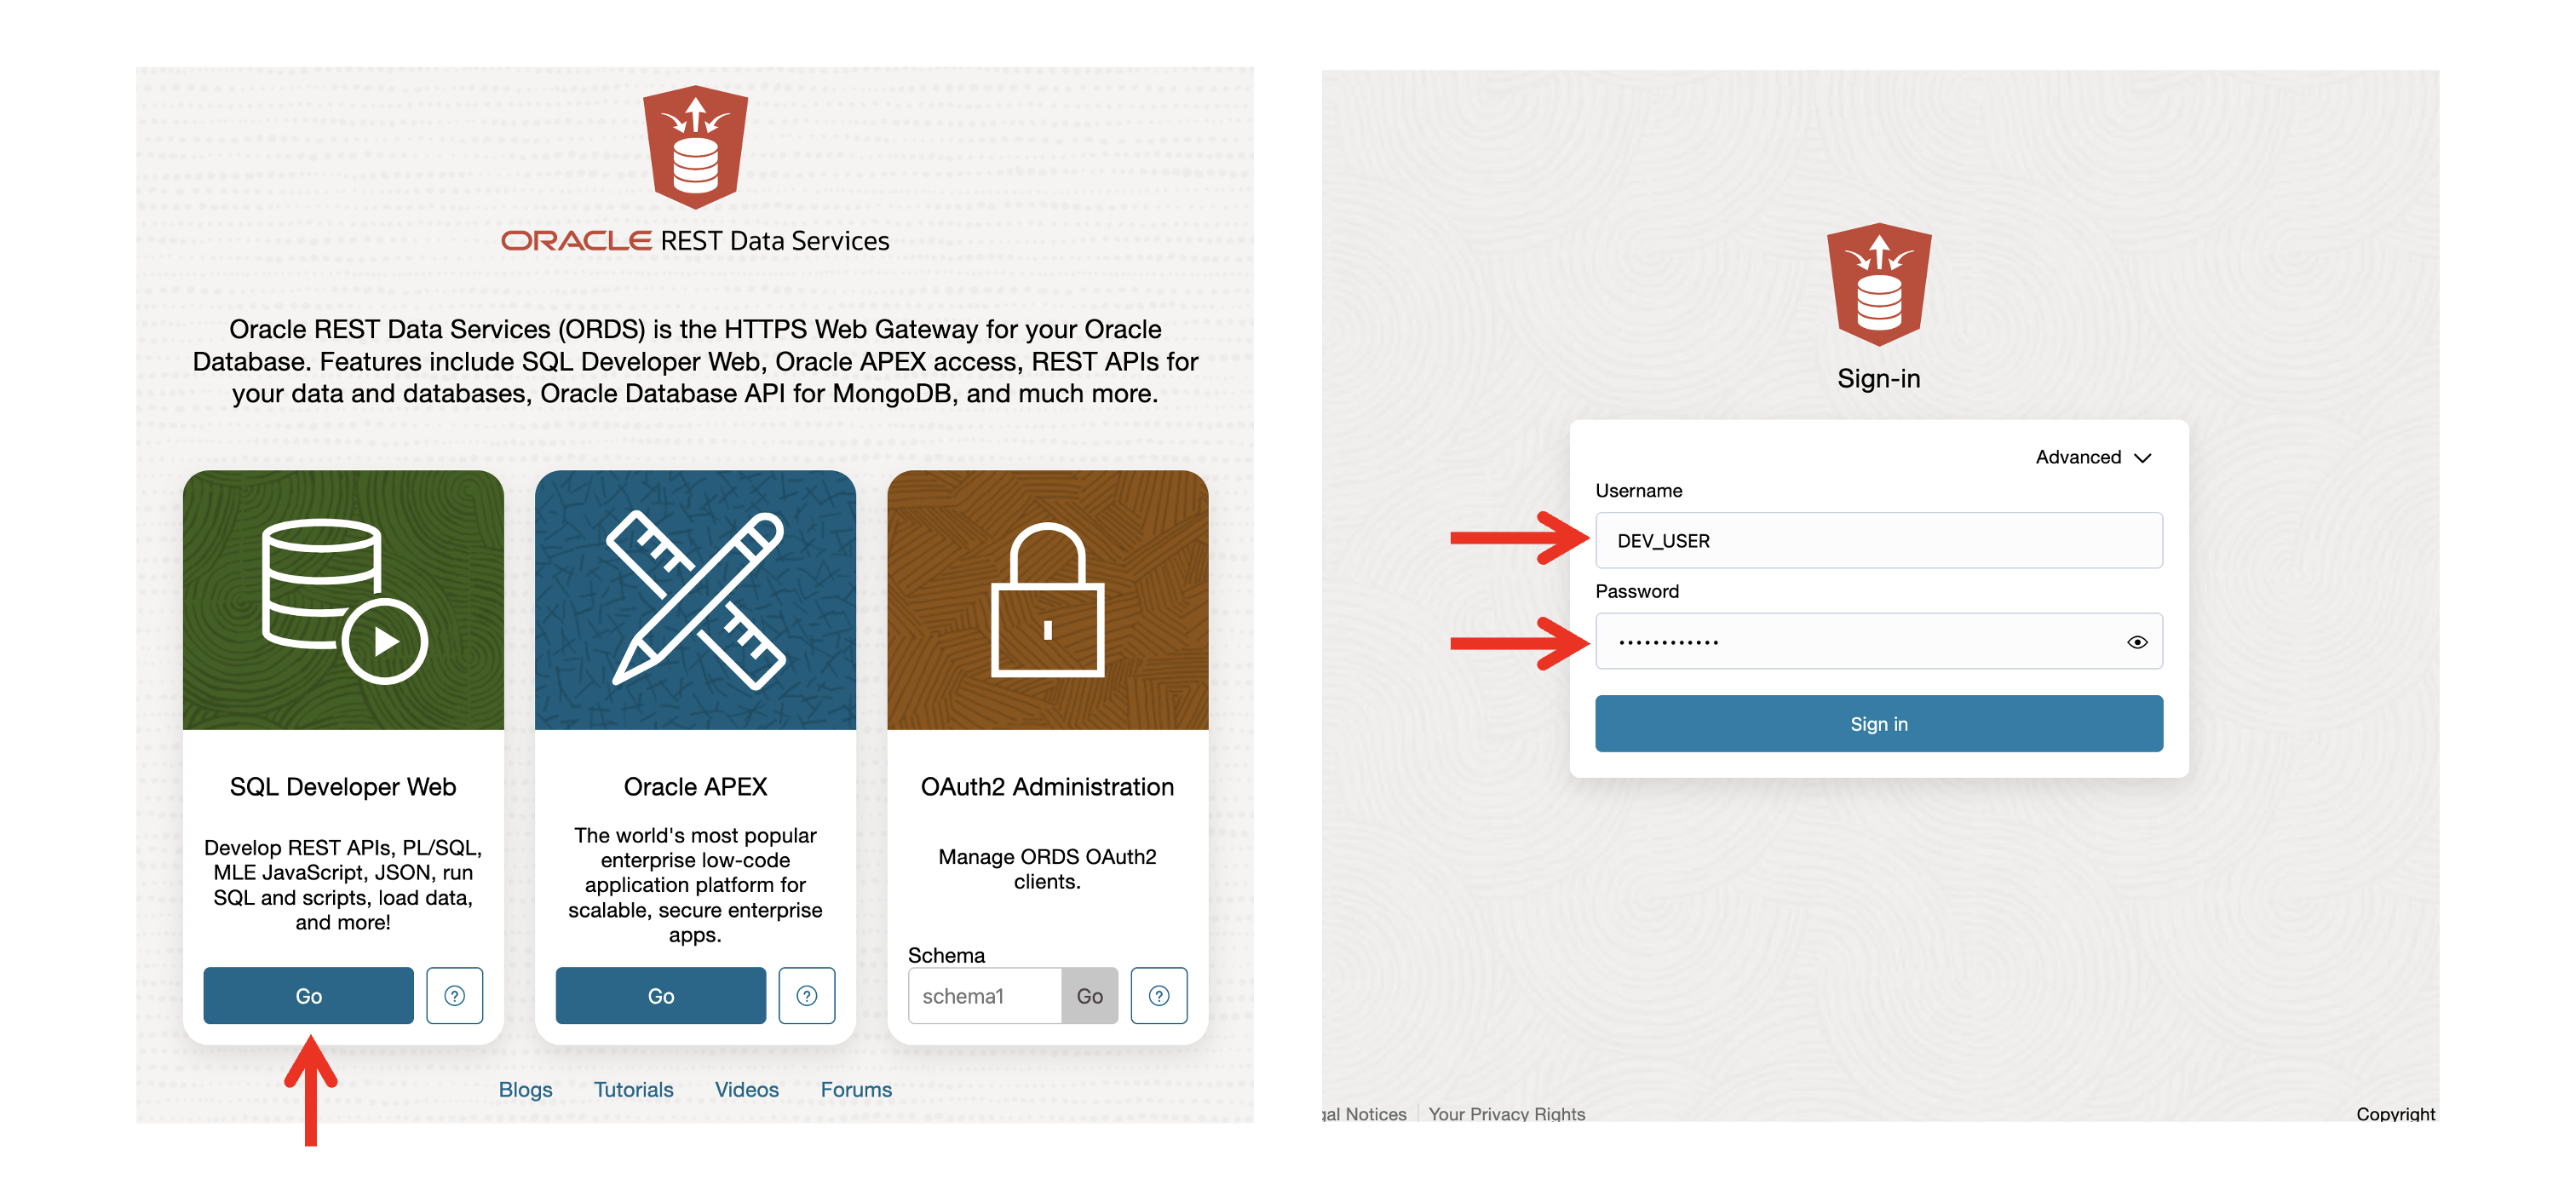 ORACLE REST Data Services
Oracle REST Data Services (ORDS) is the HTTPS Web Gateway for your Oracle
Database. Features include SQL Developer Web, Oracle APEX access, REST APIs for
your data and databases, Oracle Database API for MongoDB, and much more.
SQL Developer Web
Develop REST APIs, PL/SQL,
MLE JavaScript, JSON, run
SQL and scripts, load data,
and more!
Go
?
Oracle APEX
The world's most popular
enterprise low-code
application platform for
scalable, secure enterprise
apps.
Go
?
OAuth2 Administration
Manage ORDS OAuth2
clients.
Schema
schema1
Go
?
Blogs
Tutorials
Videos
Forums
Sign-in
Advanced
Username
DEV_USER
Password
••••••••••••
Sign in
gal Notices
Your Privacy Rights
Copyright